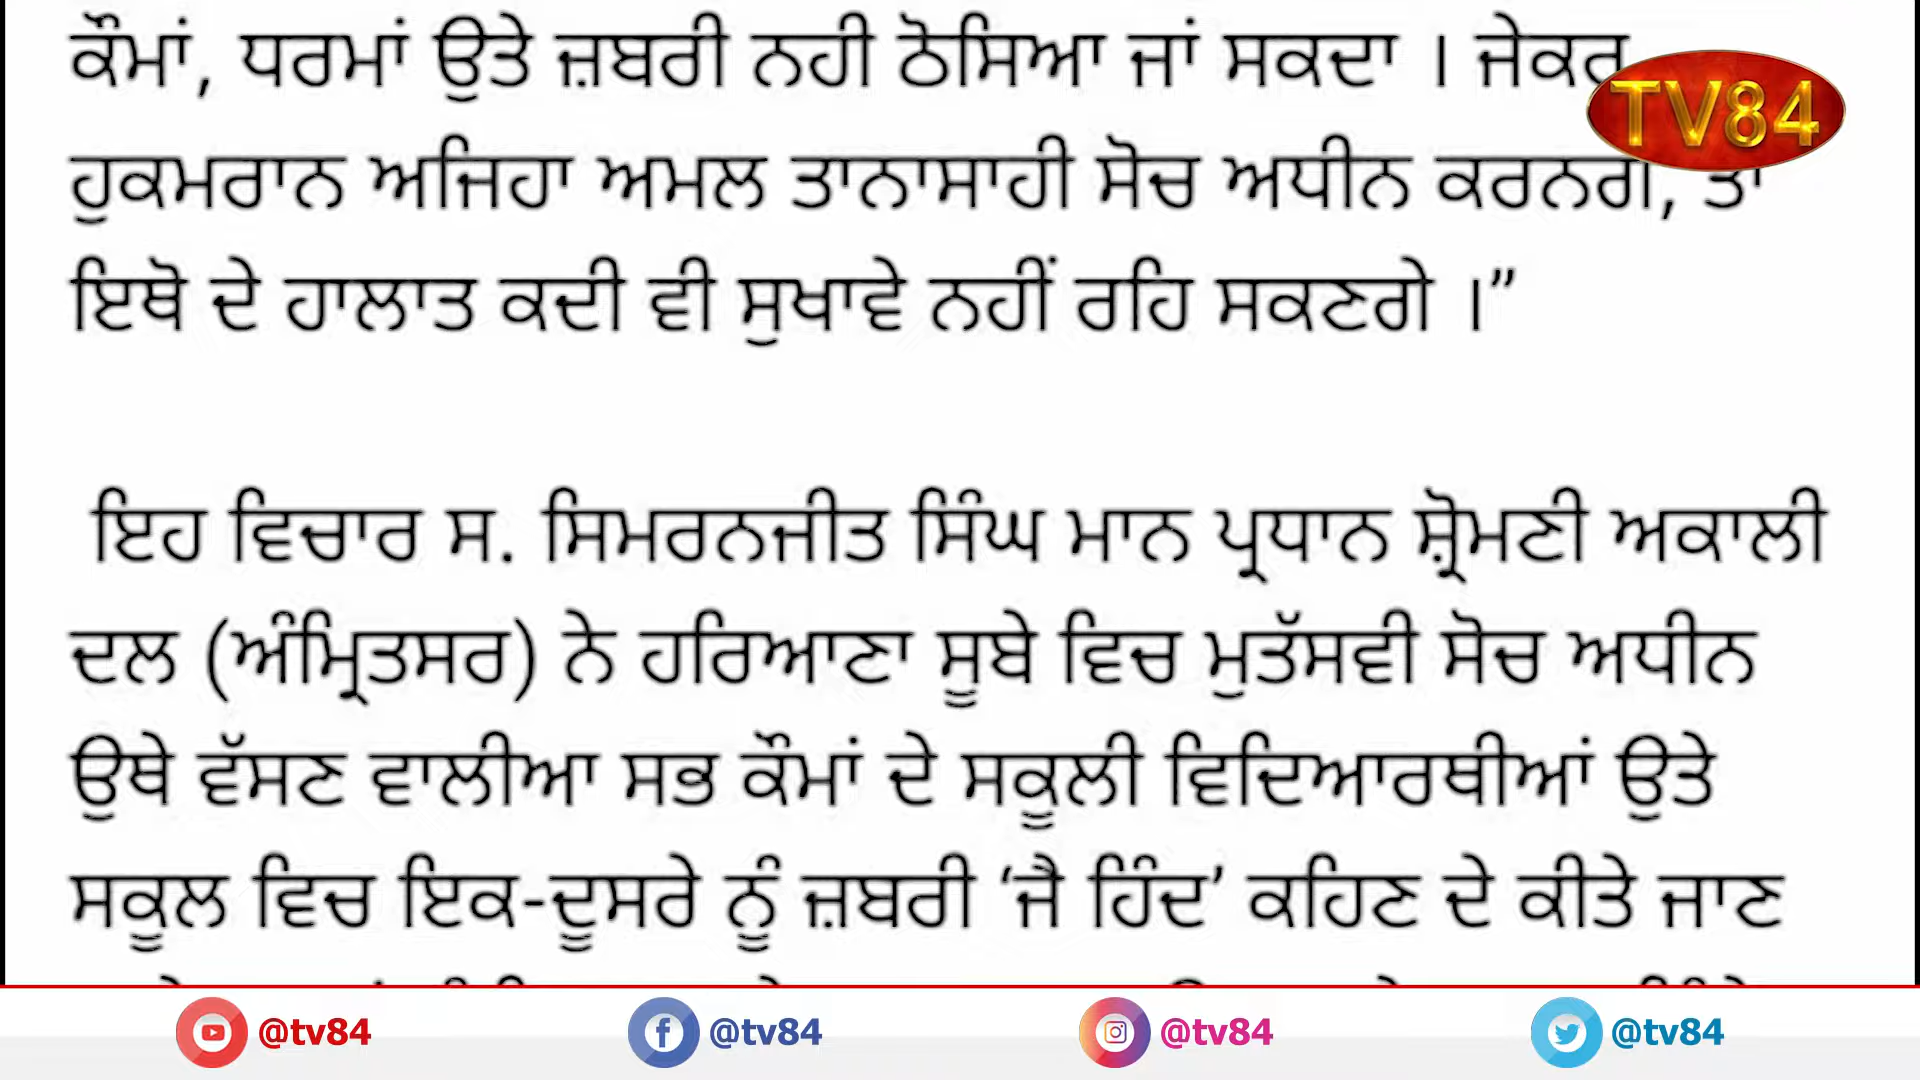 ਕੌਮਾਂ, ਧਰਮਾਂ ਉਤੇ ਜ਼ਬਰੀ ਨਹੀ ਠੋਸਿਆ ਜਾਂ ਸਕਦਾ । ਜੇਕਰ
TV84
ਹੁਕਮਰਾਨ ਅਜਿਹਾ ਅਮਲ ਤਾਨਾਸਾਹੀ ਸੋਚ ਅਧੀਨ ਕਰਨਗੇ, ਤਾਂ
ਇਥੋ ਦੇ ਹਾਲਾਤ ਕਦੀ ਵੀ ਸੁਖਾਵੇ ਨਹੀਂ ਰਹਿ ਸਕਣਗੇ ।”
ਇਹ ਵਿਚਾਰ ਸ. ਸਿਮਰਨਜੀਤ ਸਿੰਘ ਮਾਨ ਪ੍ਰਧਾਨ ਸ਼੍ਰੋਮਣੀ ਅਕਾਲੀ
ਦਲ (ਅੰਮ੍ਰਿਤਸਰ) ਨੇ ਹਰਿਆਣਾ ਸੂਬੇ ਵਿਚ ਮੁਤੱਸਵੀ ਸੋਚ ਅਧੀਨ
ਉਥੇ ਵੱਸਣ ਵਾਲੀਆ ਸਭ ਕੌਮਾਂ ਦੇ ਸਕੂਲੀ ਵਿਦਿਆਰਥੀਆਂ ਉਤੇ
ਸਕੂਲ ਵਿਚ ਇਕ-ਦੂਸਰੇ ਨੂੰ ਜ਼ਬਰੀ ‘ਜੈ ਹਿੰਦ’ ਕਹਿਣ ਦੇ ਕੀਤੇ ਜਾਣ
@tv84 @tv84 @tv84 @tv84